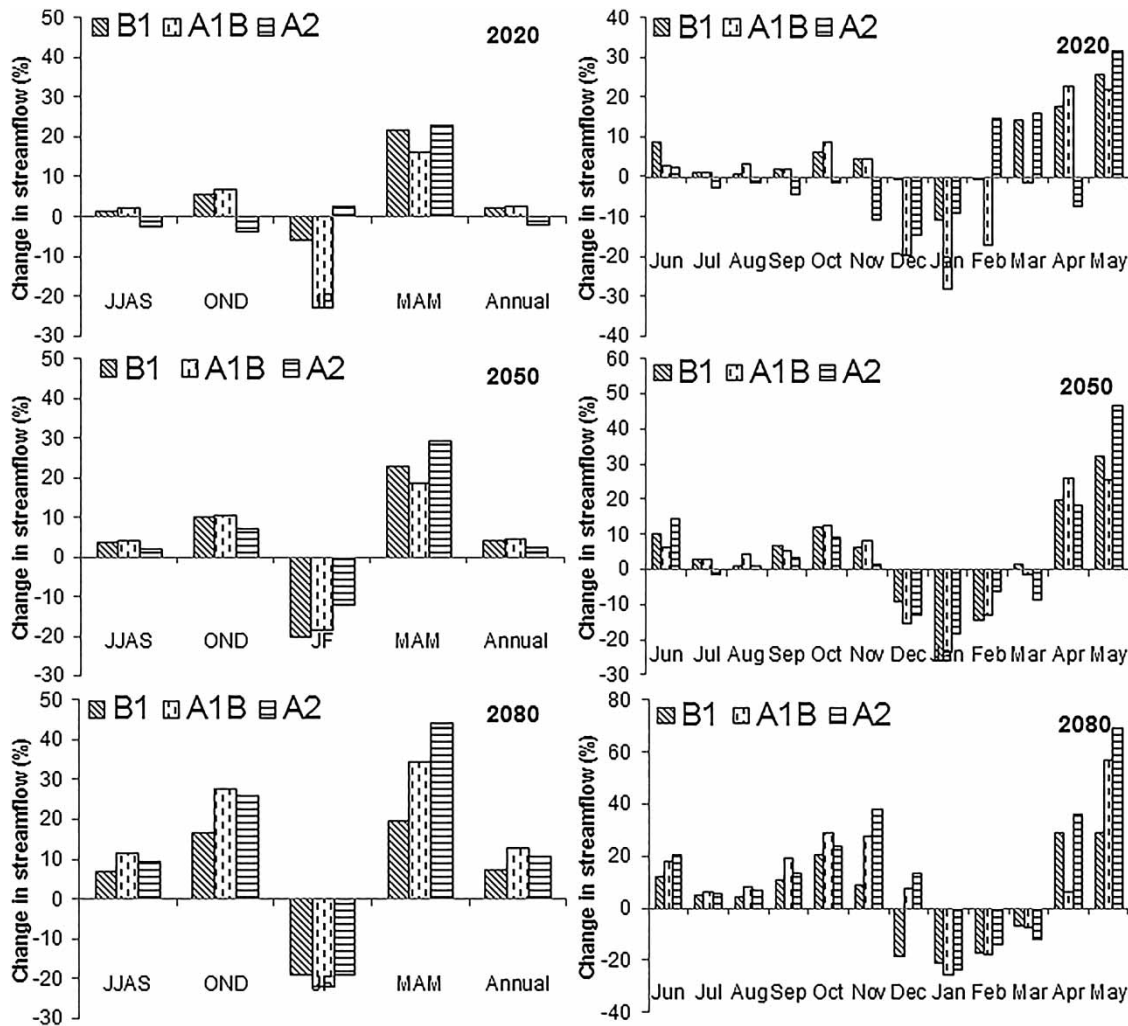 B1 A1B A2 2020
Change in streamflow (%)
50
40
30
20
10
0
-10
-20
-30
JJAS OND JF MAM Annual
B1 A1B A2 2020
Change in streamflow (%)
40
30
20
10
0
-10
-20
-30
-40
Jun Jul Aug Sep Oct Nov Dec Jan Feb Mar Apr May
B1 A1B A2 2050
Change in streamflow (%)
50
40
30
20
10
0
-10
-20
-30
JJAS OND JF MAM Annual
B1 A1B A2 2050
Change in streamflow (%)
60
50
40
30
20
10
0
-10
-20
-30
Jun Jul Aug Sep Oct Nov Dec Jan Feb Mar Apr May
B1 A1B A2 2080
Change in streamflow (%)
50
40
30
20
10
0
-10
-20
-30
JJAS OND JF MAM Annual
B1 A1B A2 2080
Change in streamflow (%)
80
60
40
20
0
-20
-40
Jun Jul Aug Sep Oct Nov Dec Jan Feb Mar Apr May